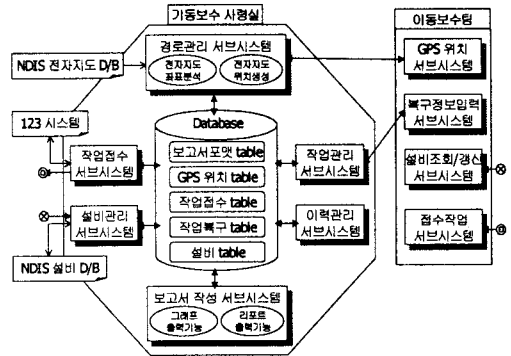 기동보수 사령실
이동보수팀
경로관리 서브시스템
전자지도
좌표분석
전자지도
위치생성
NDIS 전자지도 D/B
GPS 위치
서브시스템
123 시스템
Database
복구정보입력
서브시스템
보고서포맷 table
GPS 위치 table
작업접수 table
작업복구 table
설비 table
작업접수
서브시스템
작업관리
서브시스템
설비조회/갱신
서브시스템
설비관리
서브시스템
이력관리
서브시스템
접수작업
서브시스템
NDIS 설비 D/B
보고서 작성 서브시스템
그래프
출력기능
리포트
출력기능